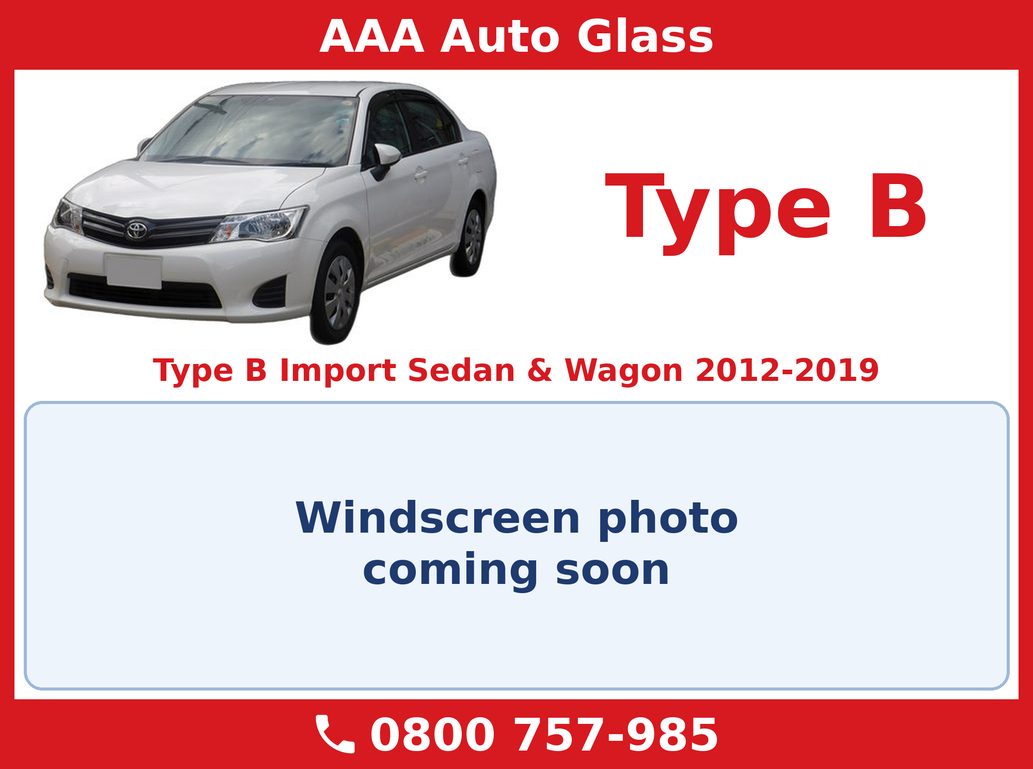 AAA Auto Glass
Type B
Type B Import Sedan & Wagon 2012-2019
Windscreen photo
coming soon
0800 757-985